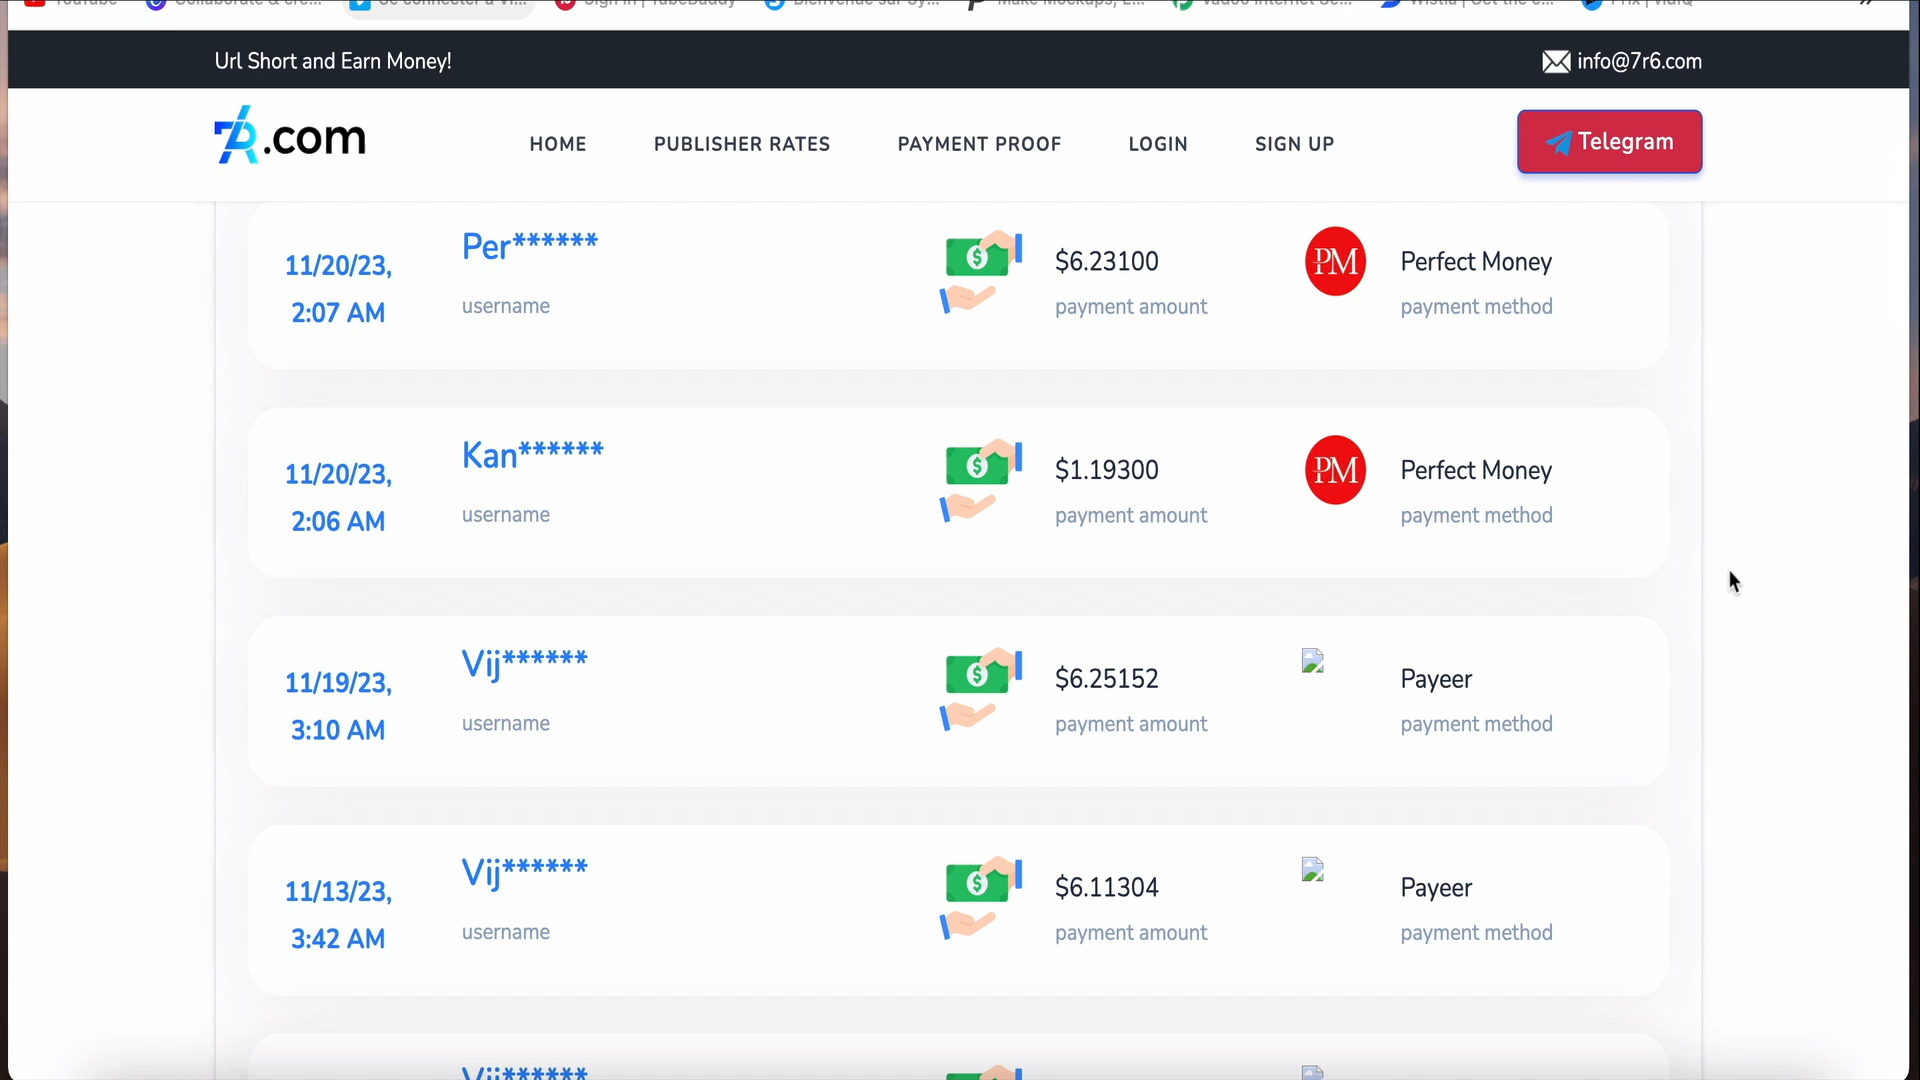 Url Short and Earn Money!
info@7r6.com
7R.com
HOME
PUBLISHER RATES
PAYMENT PROOF
LOGIN
SIGN UP
Telegram
11/20/23,
2:07 AM
Per******
username
$6.23100
payment amount
PM
Perfect Money
payment method
11/20/23,
2:06 AM
Kan******
username
$1.19300
payment amount
PM
Perfect Money
payment method
11/19/23,
3:10 AM
Vij******
username
$6.25152
payment amount
Payeer
payment method
11/13/23,
3:42 AM
Vij******
username
$6.11304
payment amount
Payeer
payment method